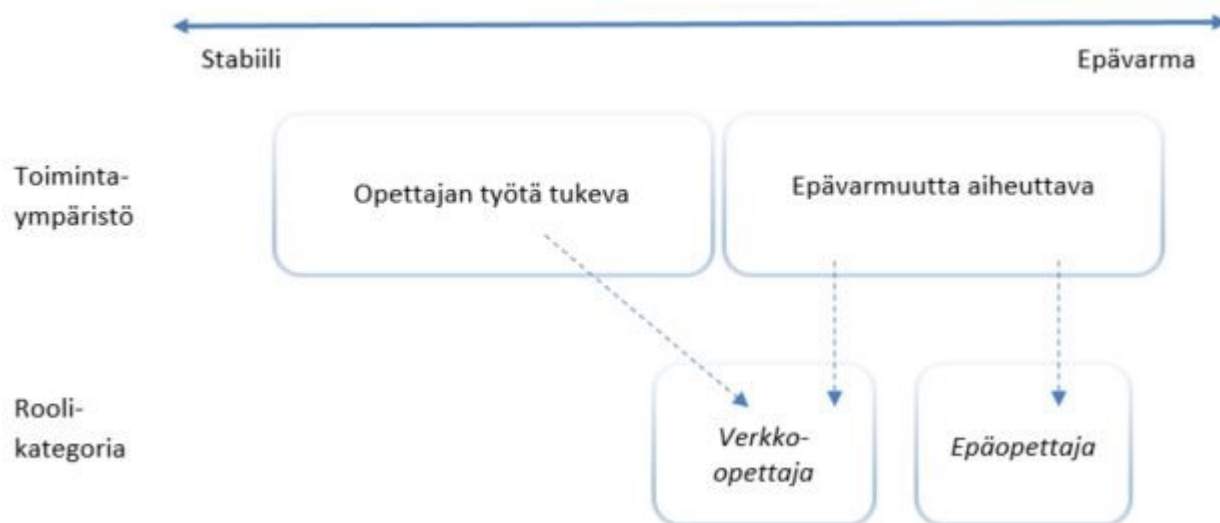 Stabiili
Epävarma
Toiminta-
ympäristö
Opettajan työtä tukeva
Epävarmuutta aiheuttava
Rooli-
kategoria
Verkko-
opettaja
Epäopettaja